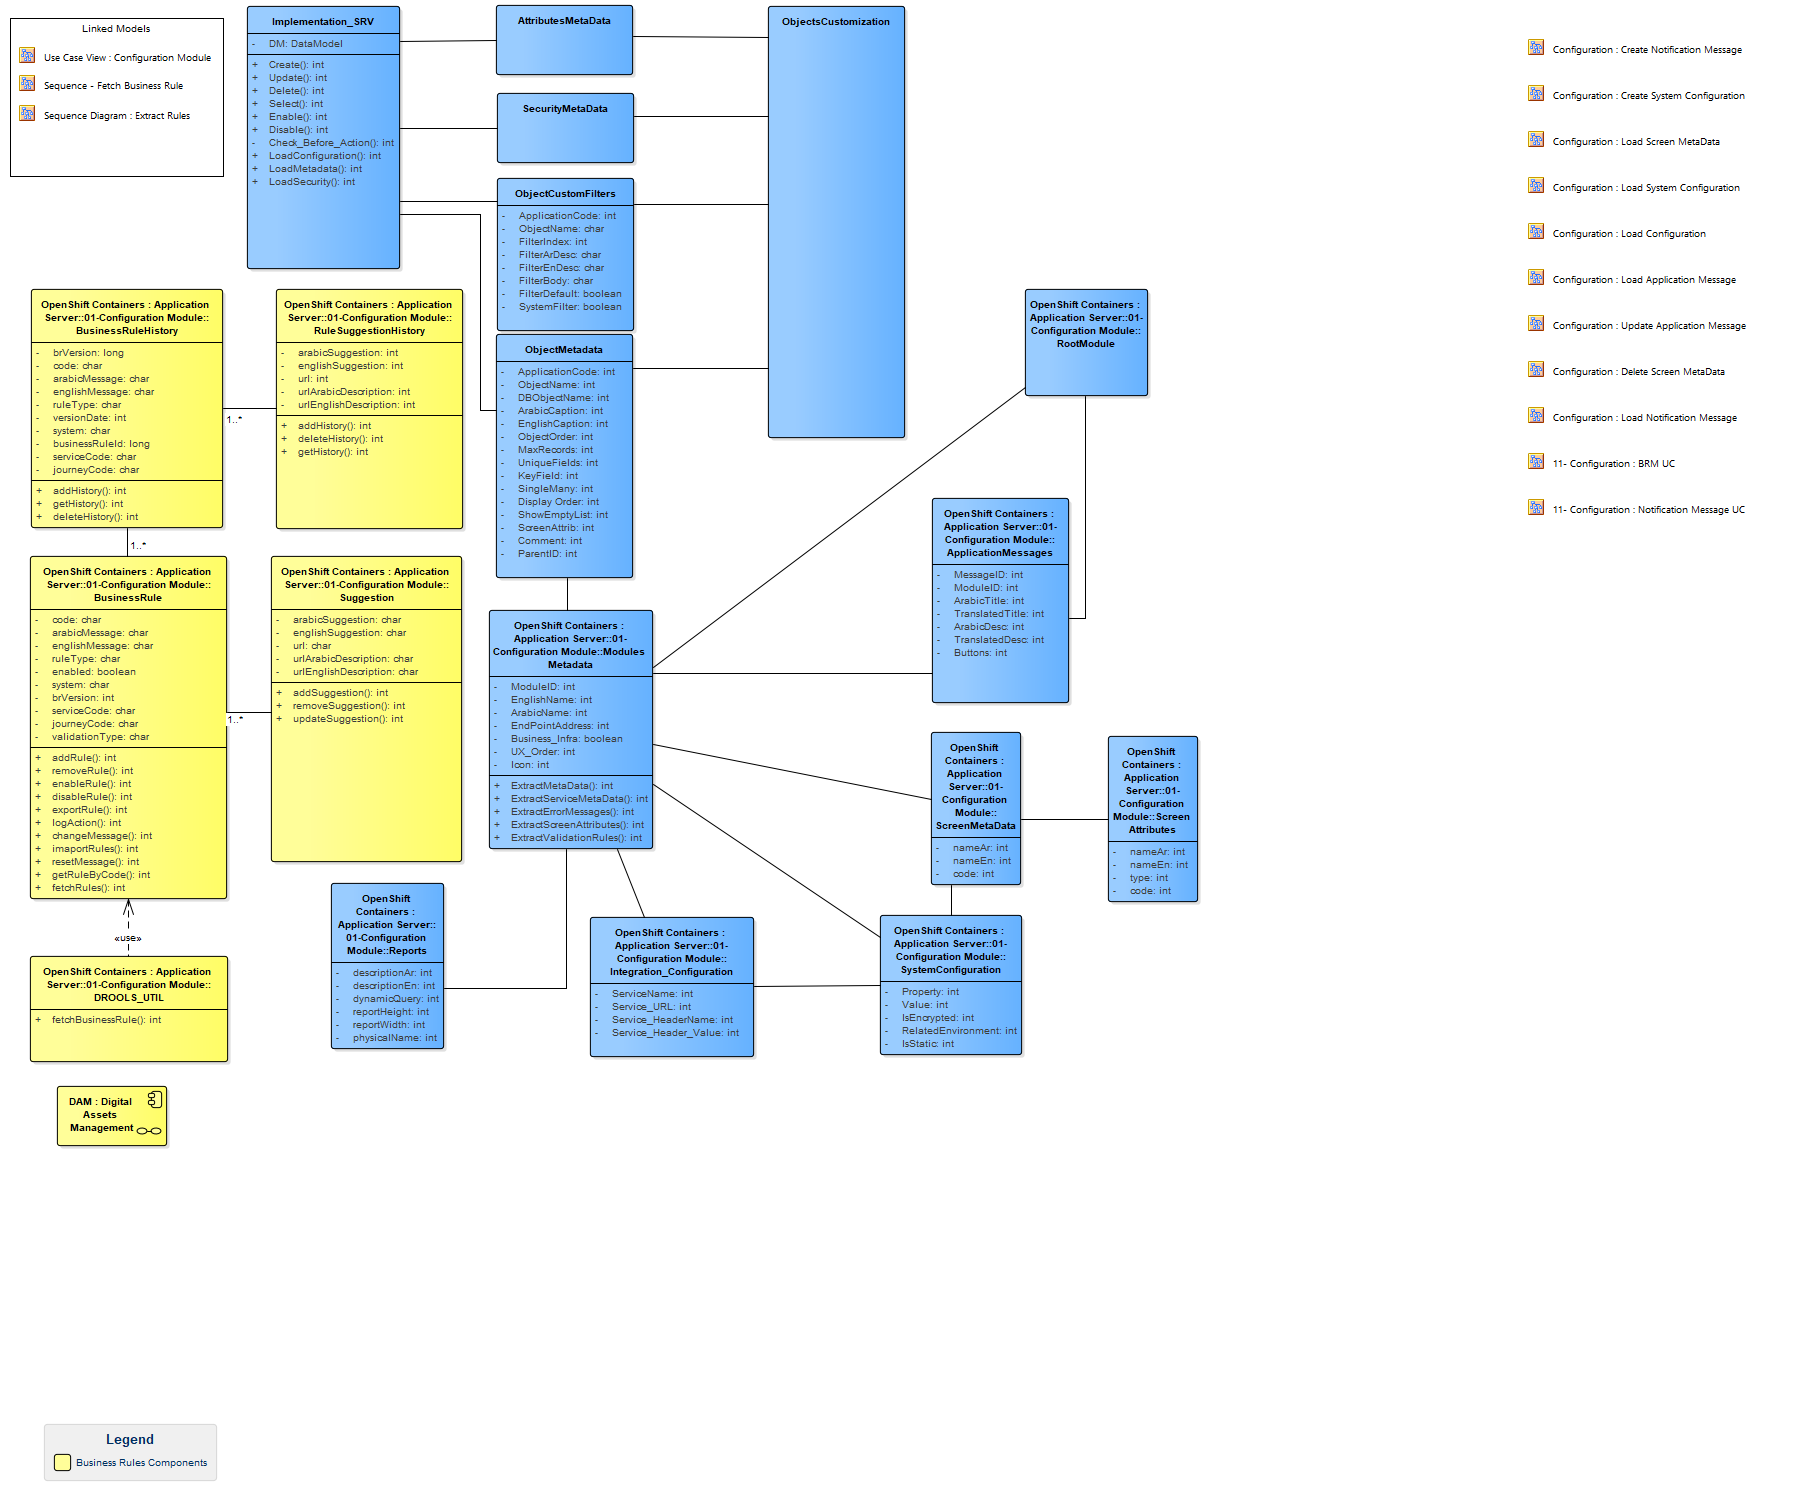 Linked Models
Use Case View : Configuration Module
Sequence - Fetch Business Rule
Sequence Diagram : Extract Rules
Implementation_SRV
- DM: DataModel
+ Create(): int
+ Update(): int
+ Delete(): int
+ Select(): int
+ Enable(): int
+ Disable(): int
- Check_Before_Action(): int
+ LoadConfiguration(): int
+ LoadMetadata(): int
+ LoadSecurity(): int
AttributesMetaData
SecurityMetaData
ObjectCustomFilters
- ApplicationCode: int
- ObjectName: char
- FilterIndex: int
- FilterArDesc: char
- FilterEnDesc: char
- FilterBody: char
- FilterDefault: boolean
- SystemFilter: boolean
ObjectMetadata
- ApplicationCode: int
- ObjectName: int
- DBObjectName: int
- ArabicCaption: int
- EnglishCaption: int
- ObjectOrder: int
- MaxRecords: int
- UniqueFields: int
- KeyField: int
- SingleMany: int
- Display Order: int
- ShowEmptyList: int
- ScreenAttrib: int
- Comment: int
- ParentID: int
ObjectsCustomization
OpenShift Containers : Application
Server::01-Configuration Module::
BusinessRuleHistory
- brVersion: long
- code: char
- arabicMessage: char
- englishMessage: char
- ruleType: char
- versionDate: int
- system: char
- businessRuleId: long
- serviceCode: char
- journeyCode: char
+ addHistory(): int
+ getHistory(): int
+ deleteHistory(): int
1..*
OpenShift Containers : Application
Server::01-Configuration Module::
RuleSuggestionHistory
- arabicSuggestion: int
- englishSuggestion: int
- url: int
- urlArabicDescription: int
- urlEnglishDescription: int
+ addHistory(): int
+ deleteHistory(): int
+ getHistory(): int
1..*
OpenShift Containers : Application
Server::01-Configuration Module::
BusinessRule
- code: char
- arabicMessage: char
- englishMessage: char
- ruleType: char
- enabled: boolean
- system: char
- brVersion: int
- serviceCode: char
- journeyCode: char
- validationType: char
+ addRule(): int
+ removeRule(): int
+ enableRule(): int
+ disableRule(): int
+ exportRule(): int
+ logAction(): int
+ changeMessage(): int
+ imaportRules(): int
+ resetMessage(): int
+ getRuleByCode(): int
+ fetchRules(): int
1..*
OpenShift Containers : Application
Server::01-Configuration Module::
Suggestion
- arabicSuggestion: char
- englishSuggestion: char
- url: char
- urlArabicDescription: char
- urlEnglishDescription: char
+ addSuggestion(): int
+ removeSuggestion(): int
+ updateSuggestion(): int
«use»
OpenShift Containers : Application
Server::01-Configuration Module::
DROOLS_UTIL
+ fetchBusinessRule(): int
DAM : Digital
Assets
Management
OpenShift Containers :
Application Server::01-
Configuration Module::Modules
Metadata
- ModuleID: int
- EnglishName: int
- ArabicName: int
- EndPointAddress: int
- Business_Infra: boolean
- UX_Order: int
- Icon: int
+ ExtractMetaData(): int
+ ExtractServiceMetaData(): int
+ ExtractErrorMessages(): int
+ ExtractScreenAttributes(): int
+ ExtractValidationRules(): int
OpenShift
Containers :
Application Server::
01-Configuration
Module::Reports
- descriptionAr: int
- descriptionEn: int
- dynamicQuery: int
- reportHeight: int
- reportWidth: int
- physicalName: int
OpenShift Containers :
Application Server::01-
Configuration Module::
Integration_Configuration
- ServiceName: int
- Service_URL: int
- Service_HeaderName: int
- Service_Header_Value: int
OpenShift Containers :
Application Server::01-
Configuration Module::
SystemConfiguration
- Property: int
- Value: int
- IsEncrypted: int
- RelatedEnvironment: int
- IsStatic: int
OpenShift
Containers :
Application
Server::01-
Configuration
Module::
ScreenMetaData
- nameAr: int
- nameEn: int
- code: int
OpenShift
Containers :
Application
Server::01-
Configuration
Module::Screen
Attributes
- nameAr: int
- nameEn: int
- type: int
- code: int
OpenShift Containers :
Application Server::01-
Configuration Module::
ApplicationMessages
- MessageID: int
- ModuleID: int
- ArabicTitle: int
- TranslatedTitle: int
- ArabicDesc: int
- TranslatedDesc: int
- Buttons: int
OpenShift Containers :
Application Server::01-
Configuration Module::
RootModule
Configuration : Create Notification Message
Configuration : Create System Configuration
Configuration : Load Screen MetaData
Configuration : Load System Configuration
Configuration : Load Configuration
Configuration : Load Application Message
Configuration : Update Application Message
Configuration : Delete Screen MetaData
Configuration : Load Notification Message
11- Configuration : BRM UC
11- Configuration : Notification Message UC
Legend
Business Rules Components